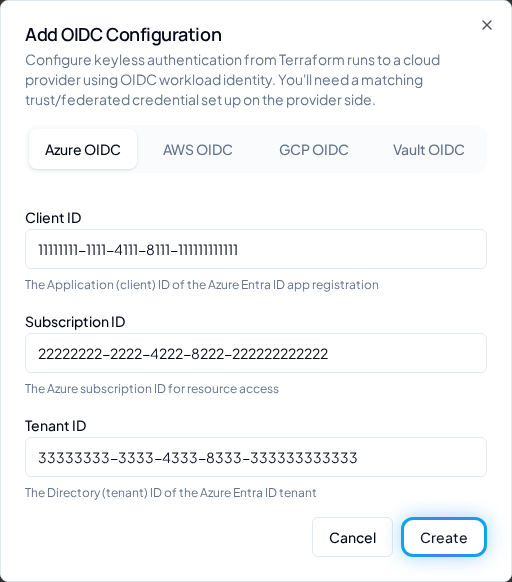 Add OIDC Configuration
Configure keyless authentication from Terraform runs to a cloud
provider using OIDC workload identity. You'll need a matching
trust/federated credential set up on the provider side.
Azure OIDC AWS OIDC GCP OIDC Vault OIDC
Client ID
11111111-1111-4111-8111-111111111111
The Application (client) ID of the Azure Entra ID app registration
Subscription ID
22222222-2222-4222-8222-222222222222
The Azure subscription ID for resource access
Tenant ID
33333333-3333-4333-8333-333333333333
The Directory (tenant) ID of the Azure Entra ID tenant
Cancel Create